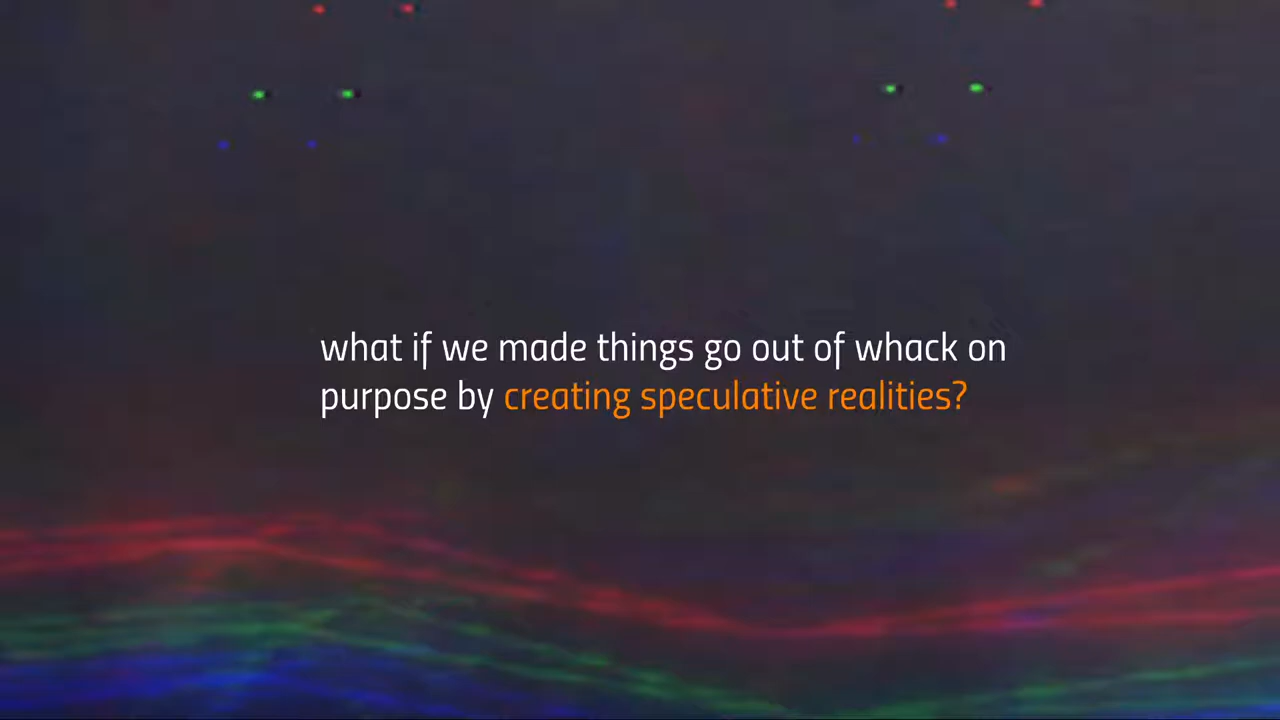 what if we made things go out of whack on
purpose by creating speculative realities?